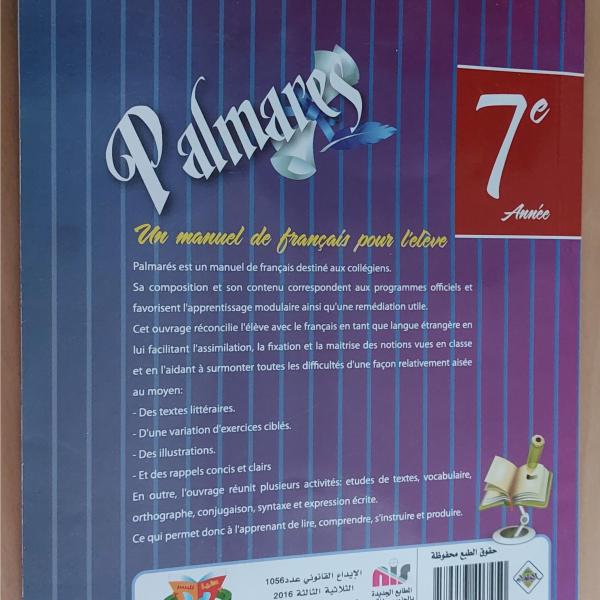 Palmares
7e
Année
Un manuel de français pour l'elève
Palmarés est un manuel de français destiné aux collégiens.
Sa composition et son contenu correspondent aux programmes officiels et
favorisent l'apprentissage modulaire ainsi qu'une remédiation utile.
Cet ouvrage réconcilie l'élève avec le français en tant que langue étrangère en
lui facilitant l'assimilation, la fixation et la maitrise des notions vues en classe
et en l'aidant à surmonter toutes les difficultés d'une façon relativement aisée
au moyen:
- Des textes littéraires.
- D'une variation d'exercices ciblés.
- Des illustrations.
- Et des rappels concis et clairs
En outre, l'ouvrage réunit plusieurs activités: etudes de textes, vocabulaire,
orthographe, conjugaison, syntaxe et expression écrite.
Ce qui permet donc à l'apprenant de lire, comprendre, s'instruire et produire.
حقوق الطبع محفوظة
الإيداع القانوني عدد 1056
الثلاثية الثالثة 2016
nir
المطابع الجديدة